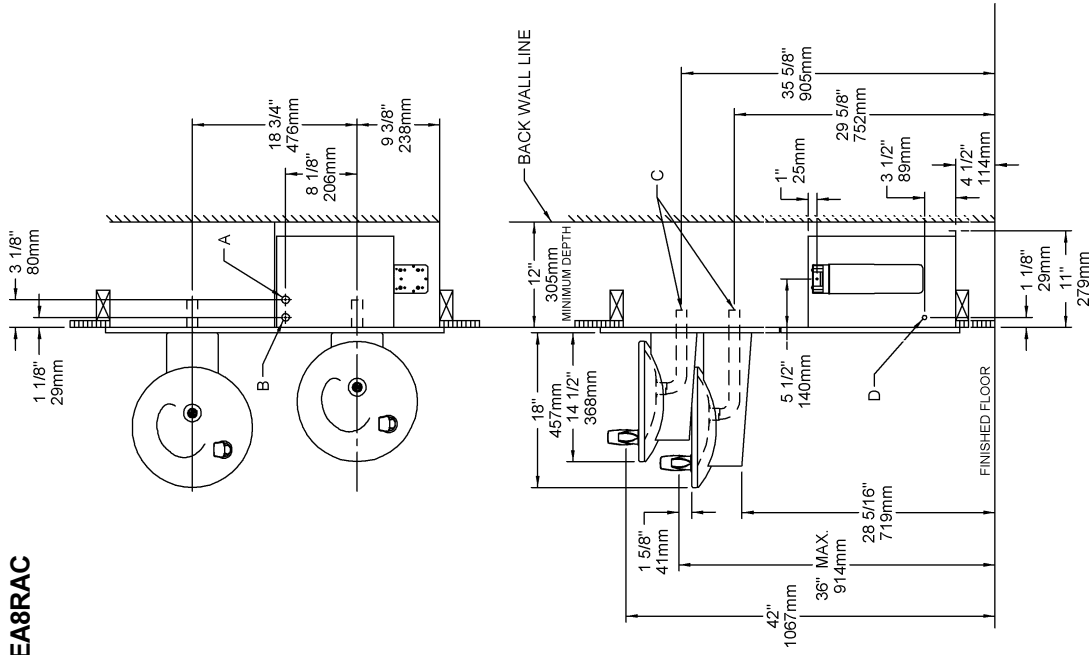 EA8RAC
3 1/8"
80mm
1 1/8"
29mm
A
B
18 3/4"
476mm
8 1/8"
206mm
9 3/8"
238mm
BACK WALL LINE
12"
305mm
MINIMUM DEPTH
C
35 5/8"
905mm
29 5/8"
752mm
1"
25mm
3 1/2"
89mm
4 1/2"
114mm
18"
457mm
14 1/2"
368mm
5 1/2"
140mm
D
1 1/8"
29mm
11"
279mm
FINISHED FLOOR
1 5/8"
41mm
28 5/16"
719mm
36" MAX.
914mm
42"
1067mm